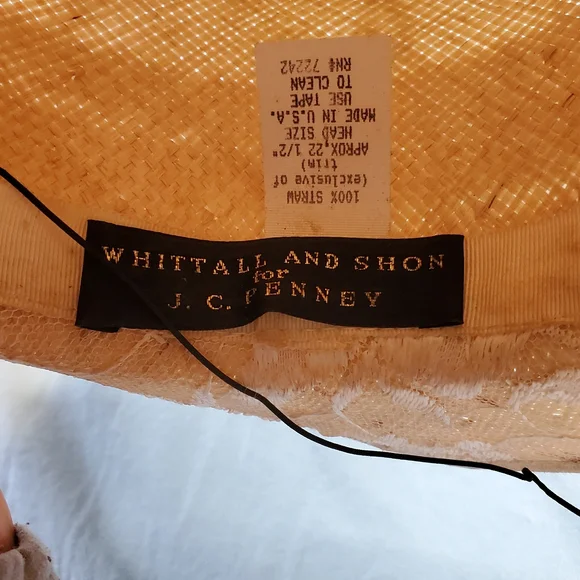 100% STRAW
(exclusive of
trim)
APPROX. 22 1/2"
HEAD SIZE
MADE IN U.S.A.
USE TAPE
TO CLEAN
RN# 72242
WHITTALL AND SHON
for
J. C. PENNEY